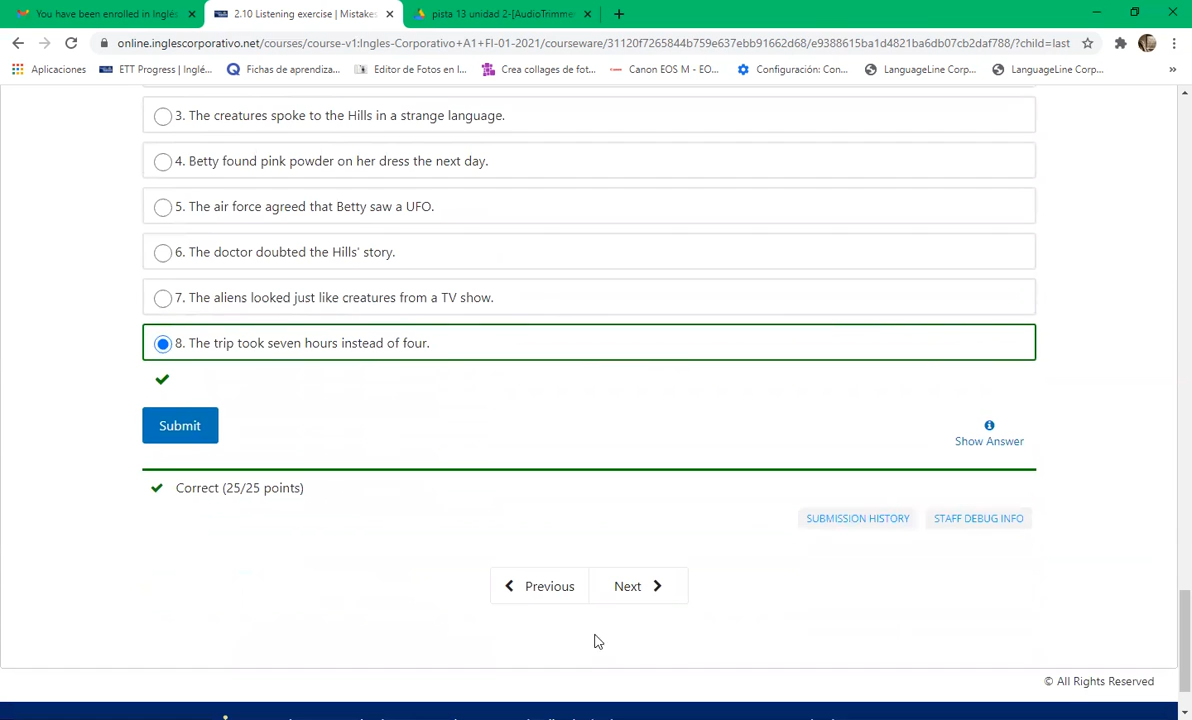 You have been enrolled in Inglés
2.10 Listening exercise | Mistakes
pista 13 unidad 2-[AudioTrimmer
online.inglescorporativo.net/courses/course-v1:Ingles-Corporativo+A1+FI-01-2021/courseware/31120f7265844b759e637ebb91662d68/e9388615ba1d4821ba6db07cb2daf788/?child=last
Aplicaciones
ETT Progress | Inglé...
Fichas de aprendiza...
Editor de Fotos en l...
Crea collages de fot...
Canon EOS M - EO...
Configuración: Con...
LanguageLine Corp...
LanguageLine Corp...
»
3. The creatures spoke to the Hills in a strange language.
4. Betty found pink powder on her dress the next day.
5. The air force agreed that Betty saw a UFO.
6. The doctor doubted the Hills' story.
7. The aliens looked just like creatures from a TV show.
8. The trip took seven hours instead of four.
Submit
Show Answer
Correct (25/25 points)
SUBMISSION HISTORY
STAFF DEBUG INFO
Previous
Next
© All Rights Reserved